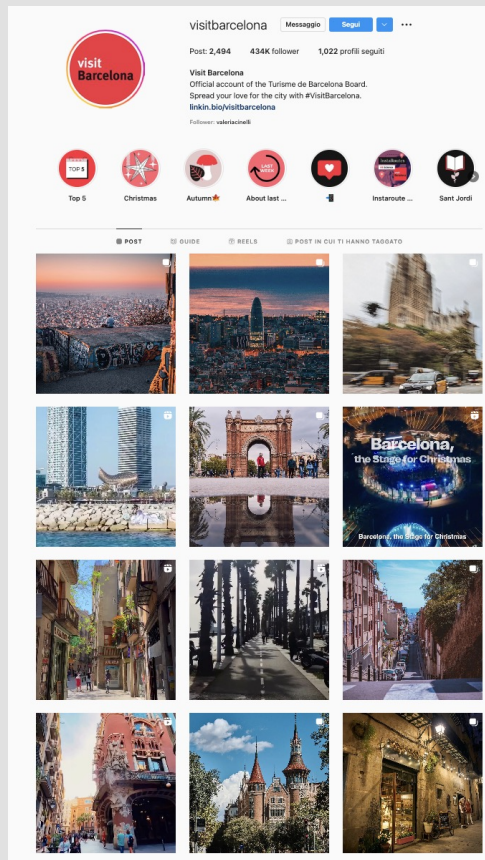 visitbarcelona Messaggio Segui
Post: 2,494 434K follower 1,022 profili seguiti
visit
Barcelona
Visit Barcelona
Official account of the Turisme de Barcelona Board.
Spread your love for the city with #VisitBarcelona.
linkin.bio/visitbarcelona
Follower: valeriacinelli
TOP 5
LAST
WEEK
Top 5 Christmas Autumn About last ... Instaroute ... Sant Jordi
POST GUIDE REELS POST IN CUI TI HANNO TAGGATO
Barcelona,
the Stage for Christmas
Barcelona, the Stage for Christmas